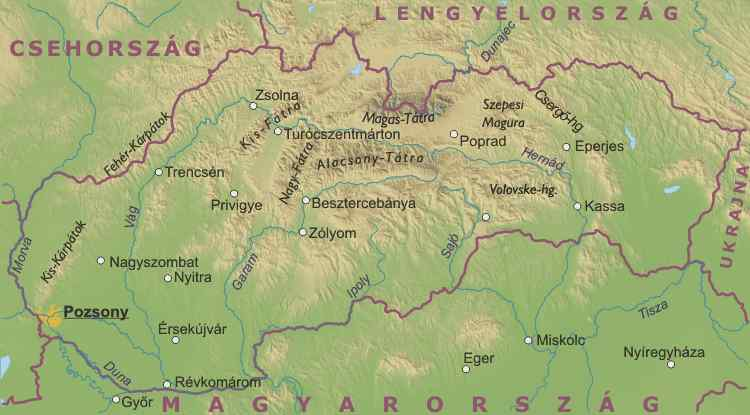 LENGYELORSZÁG
CSEHORSZÁG
Dunajec
Zsolna
Magas-Tátra
Szepesi
Magura
Csergő-hg
Fehér-Kárpátok
Kis-Fátra
Turócszentmárton
Poprad
Eperjes
Alacsony-Tátra
Hernád
Trencsén
Nagy-Fátra
Vág
Privigye
Besztercebánya
Volovske-hg.
Kassa
UKRAJNA
Morva
Kis-Kárpátok
Zólyom
Sajó
Nagyszombat
Nyitra
Garam
Ipoly
Pozsony
Tisza
Érsekújvár
Miskolc
Nyíregyháza
Eger
Duna
Révkomárom
Győr
MAGYARORSZÁG